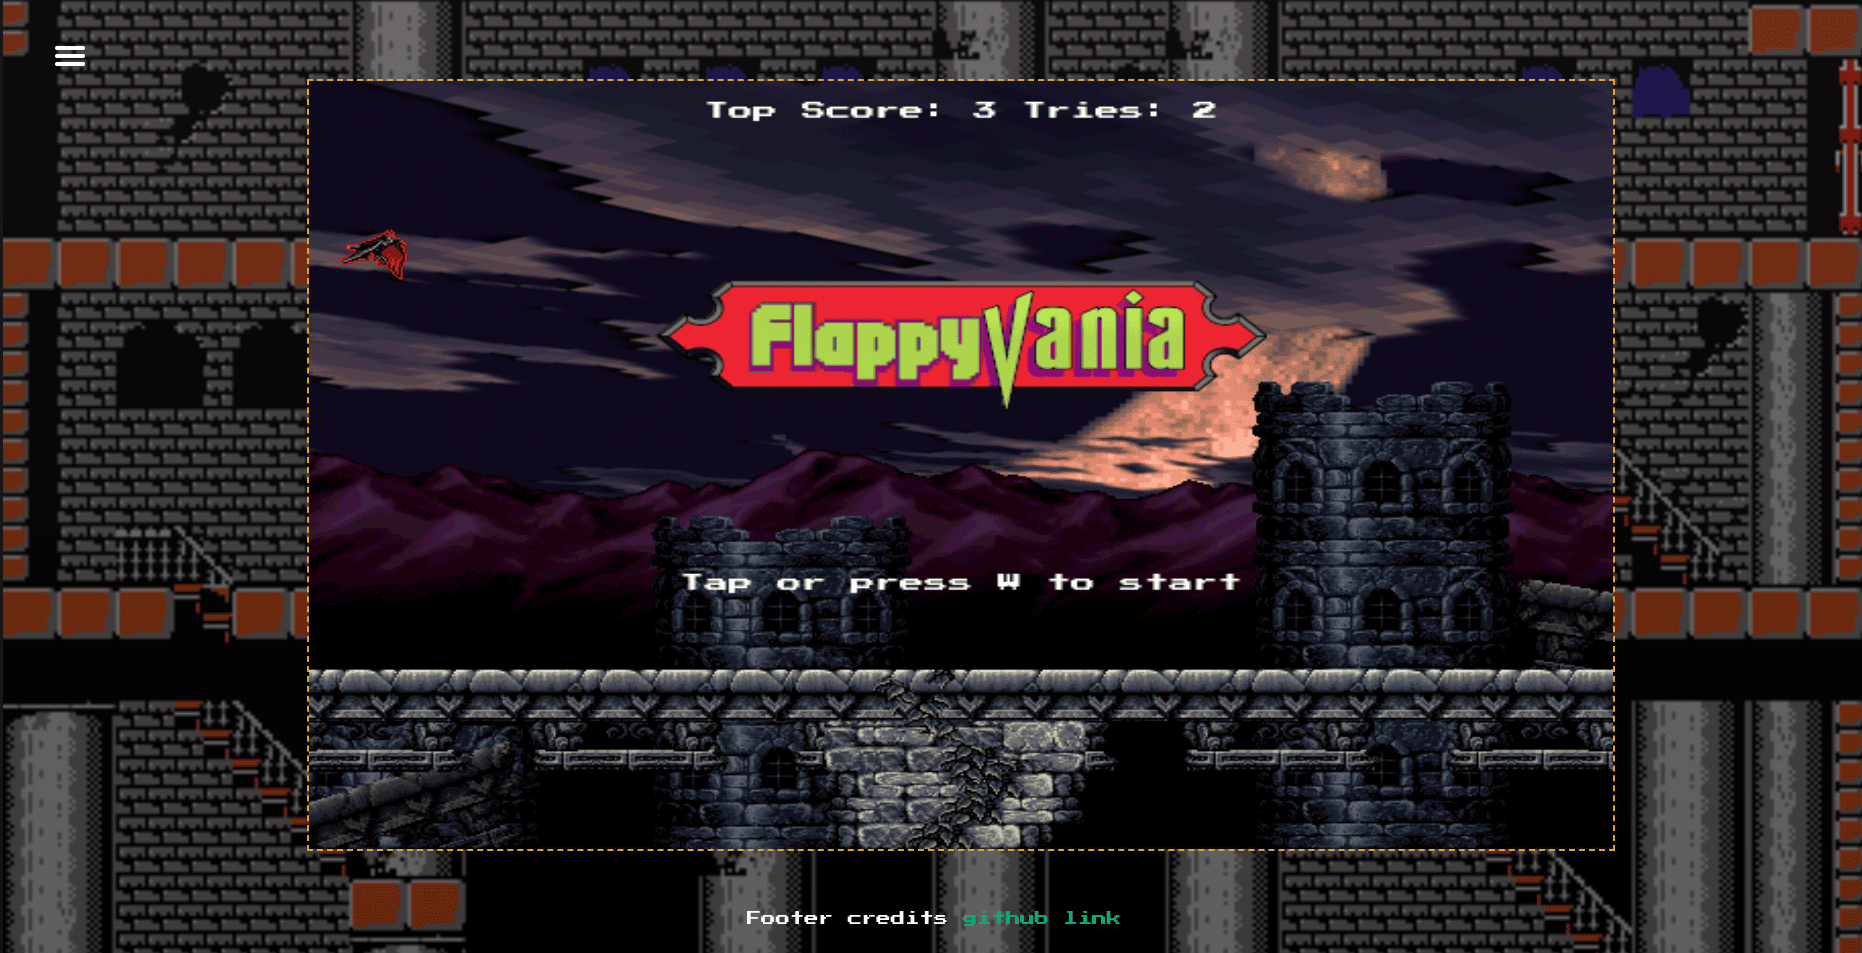 Top Score: 3 Tries: 2
FlappyVania
Tap or press W to start
Footer credits github link